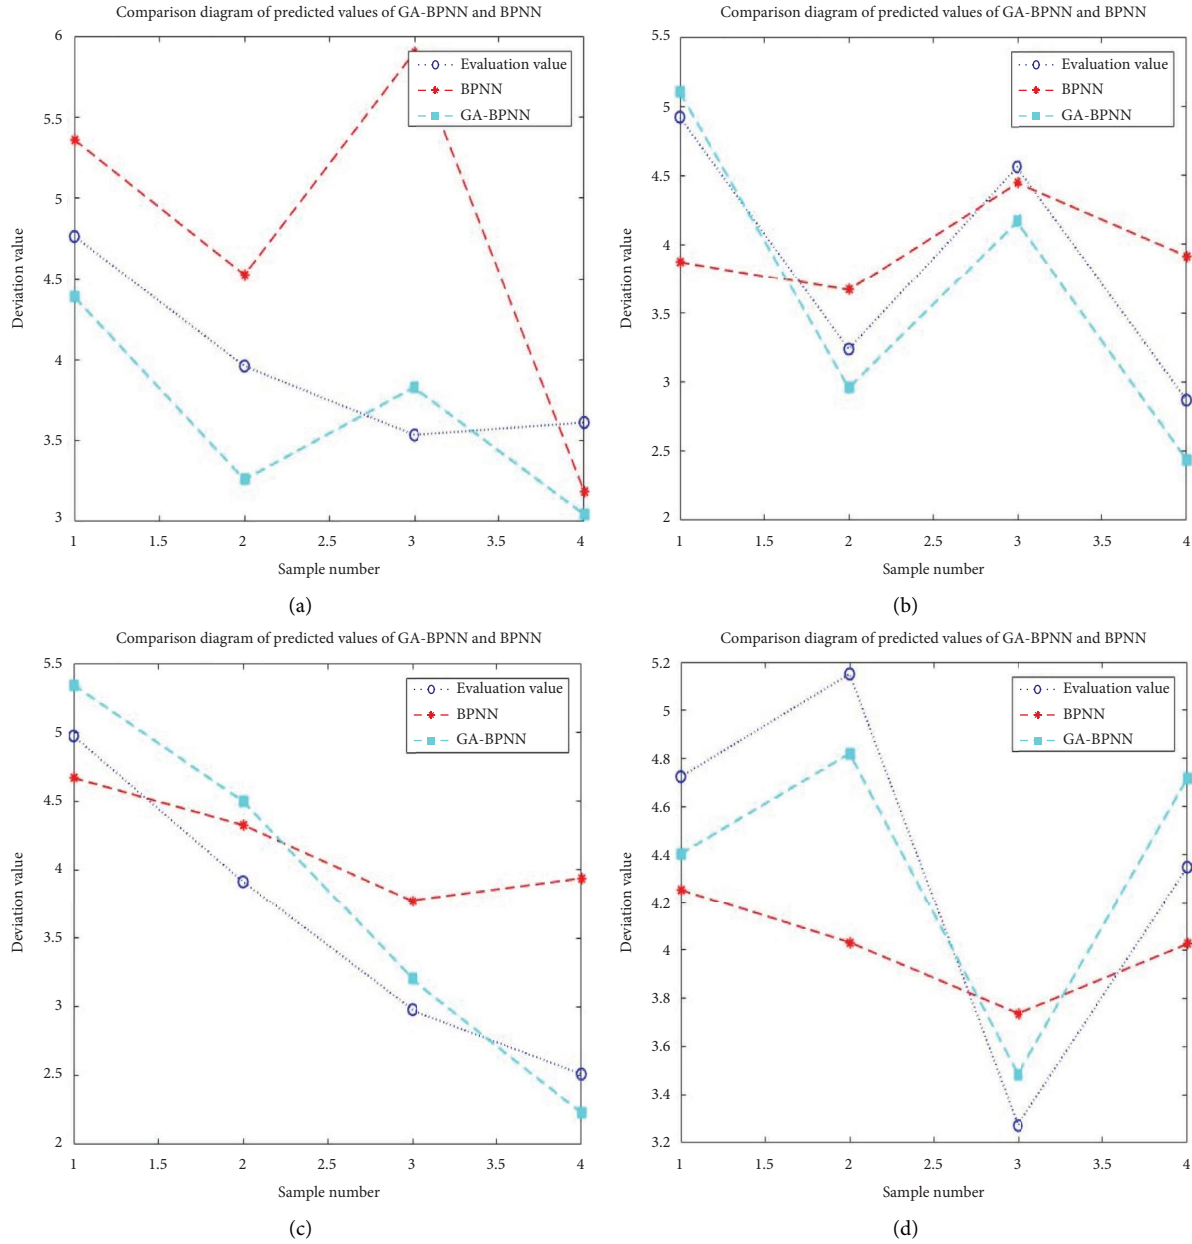 Comparison diagram of predicted values of GA-BPNN and BPNN
6
5.5
5
4.5
4
3.5
3
Deviation value
Evaluation value
BPNN
GA-BPNN
1 1.5 2 2.5 3 3.5 4
Sample number
(a)
Comparison diagram of predicted values of GA-BPNN and BPNN
5.5
5
4.5
4
3.5
3
2.5
2
Deviation value
Evaluation value
BPNN
GA-BPNN
1 1.5 2 2.5 3 3.5 4
Sample number
(b)
Comparison diagram of predicted values of GA-BPNN and BPNN
5.5
5
4.5
4
3.5
3
2.5
2
Deviation value
Evaluation value
BPNN
GA-BPNN
1 1.5 2 2.5 3 3.5 4
Sample number
(c)
Comparison diagram of predicted values of GA-BPNN and BPNN
5.2
5
4.8
4.6
4.4
4.2
4
3.8
3.6
3.4
3.2
Deviation value
Evaluation value
BPNN
GA-BPNN
1 1.5 2 2.5 3 3.5 4
Sample number
(d)